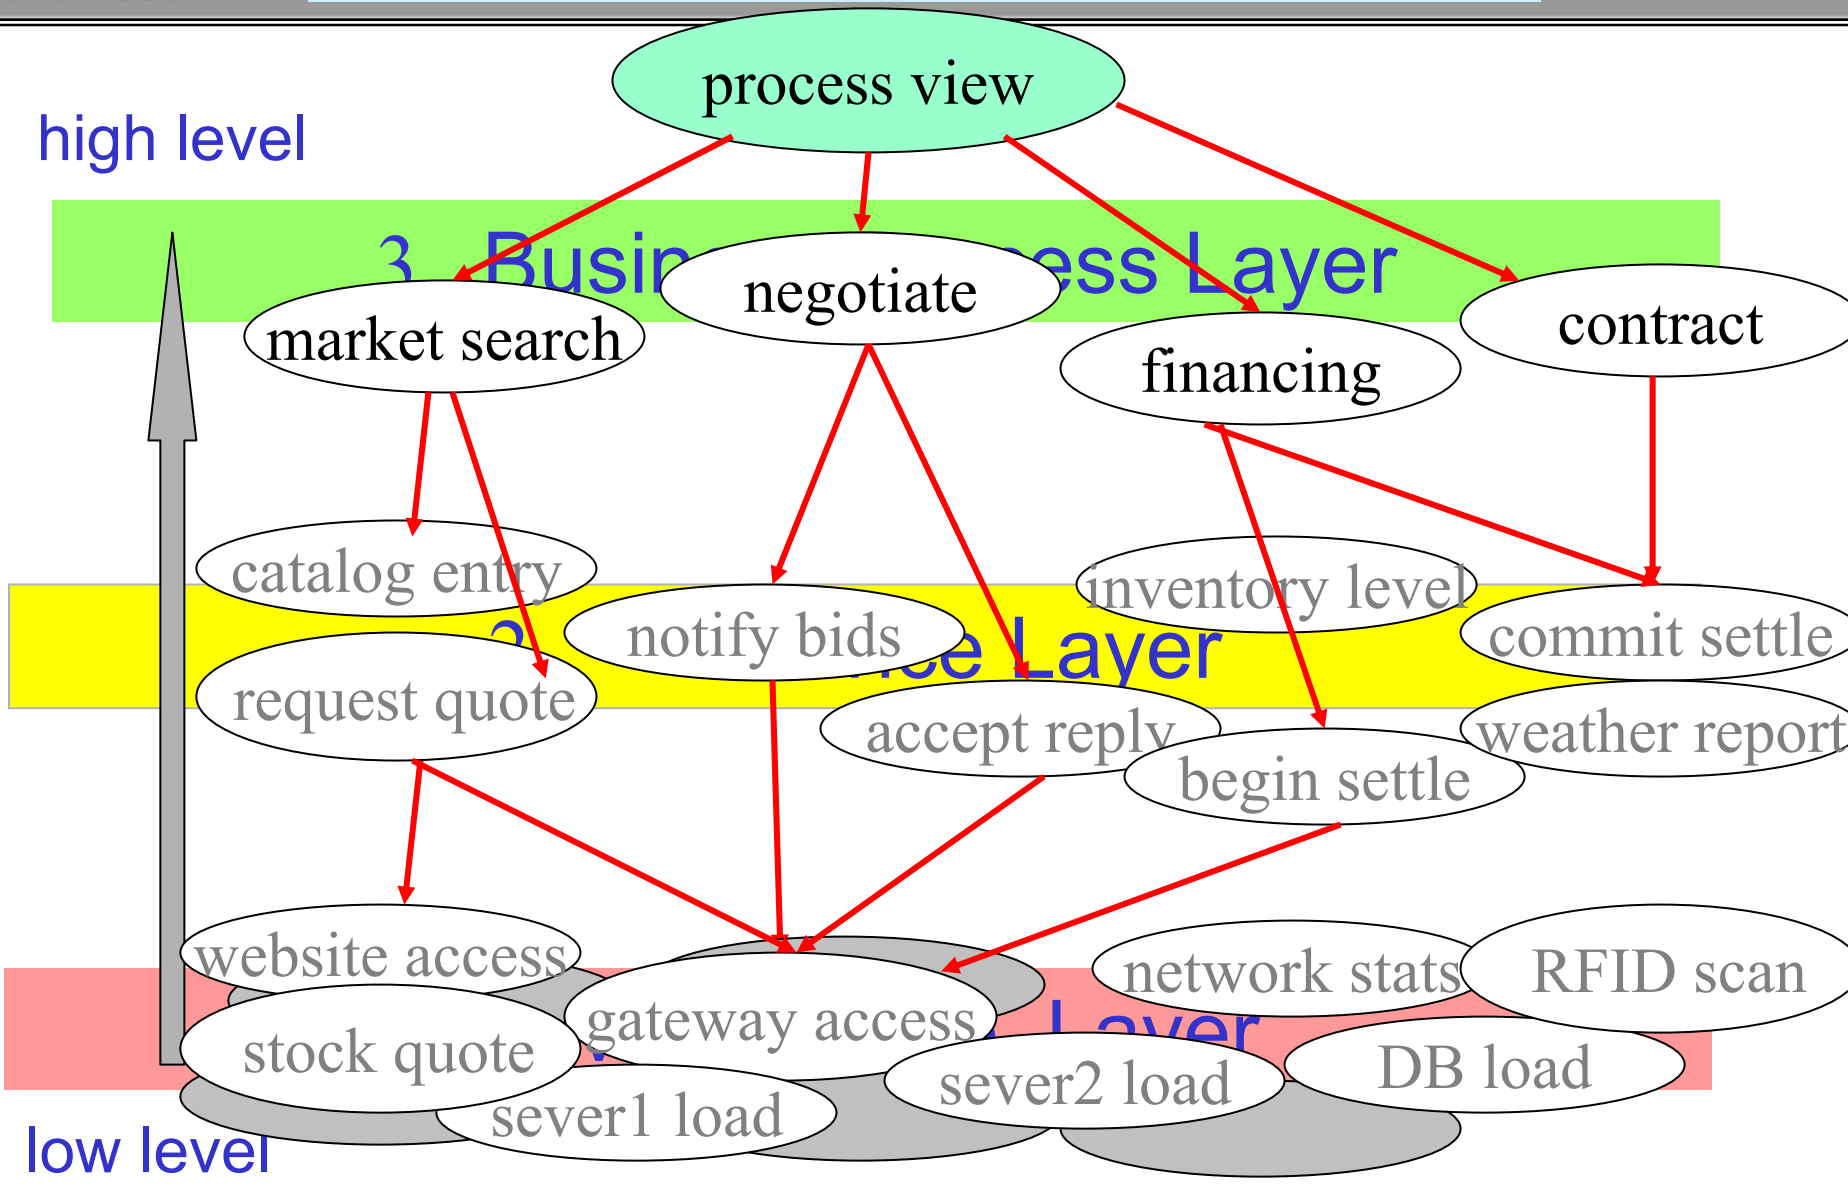 process view
high level
3 Layer
negotiate
market search
contract
financing
catalog entry
inventory level
notify bids
commit settle
Layer
request quote
accept reply
weather report
begin settle
website access
network stats
RFID scan
gateway access
Layer
stock quote
sever2 load
DB load
sever1 load
low level